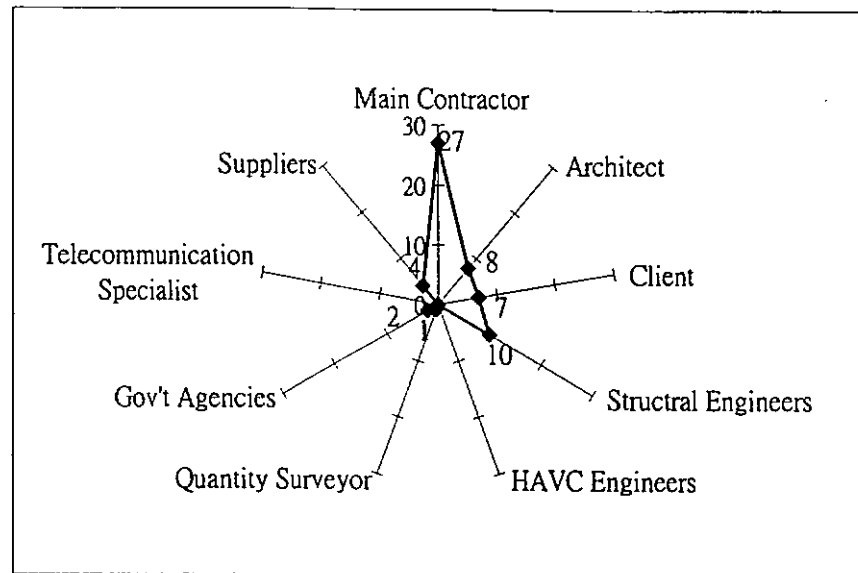 Main Contractor
30
27
Suppliers
Architect
20
Telecommunication
Specialist
10
4
8
Client
0
7
2
1
10
Gov't Agencies
Structral Engineers
Quantity Surveyor
HAVC Engineers